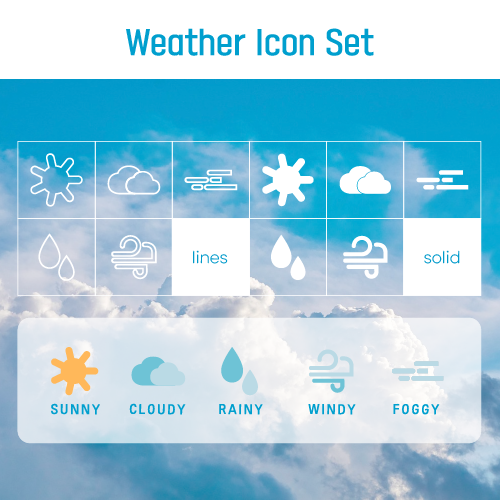 Weather Icon Set
lines
solid
SUNNY
CLOUDY
RAINY
WINDY
FOGGY